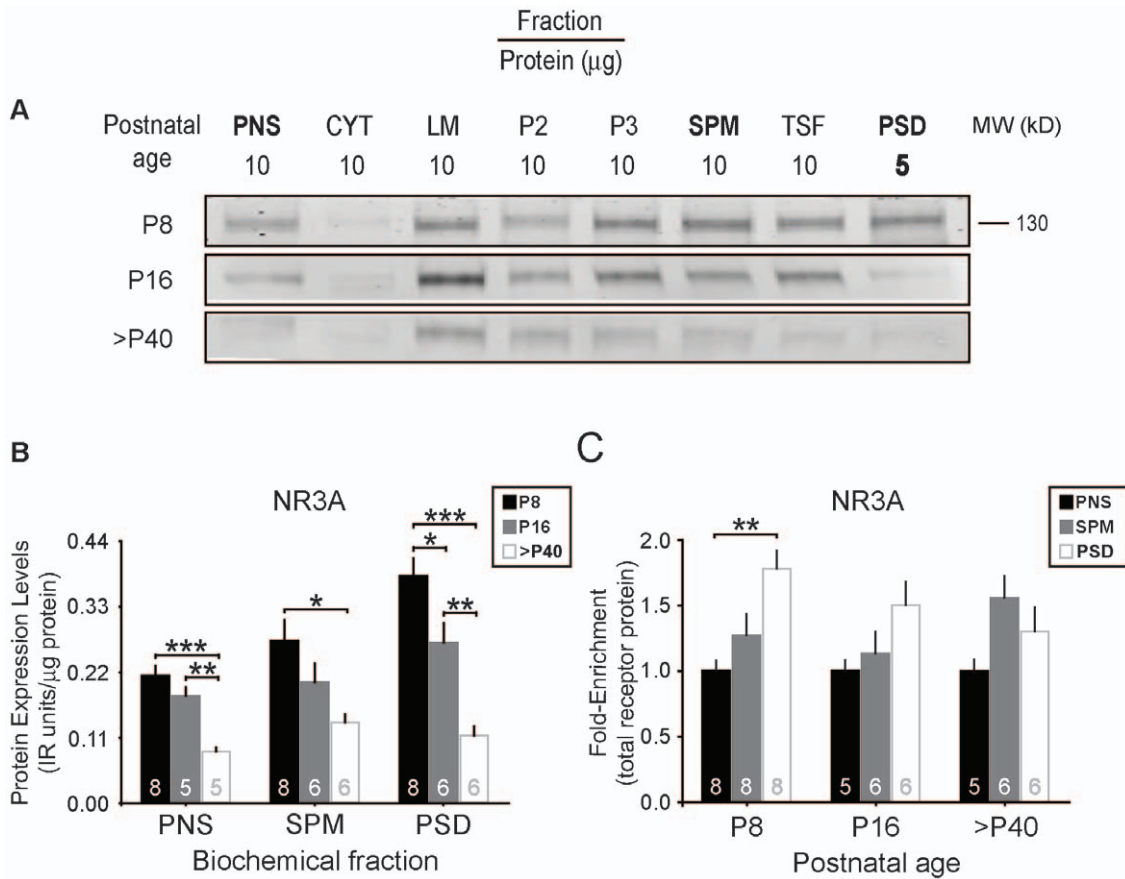 Fraction
Protein (μg)
A
Postnatal age PNS CYT LM P2 P3 SPM TSF PSD MW (kD)
10 10 10 10 10 10 10 5
P8 130
P16
>P40
B
NR3A
P8
P16
>P40
Protein Expression Levels
(IR units/μg protein)
0.44
0.33
0.22
0.11
0.00
*** ** * *** * **
8 5 5 8 6 6 8 6 6
PNS SPM PSD
Biochemical fraction
C
NR3A
PNS
SPM
PSD
Fold-Enrichment
(total receptor protein)
2.0
1.5
1.0
0.5
0.0
**
8 8 8 5 6 6 5 6 6
P8 P16 >P40
Postnatal age